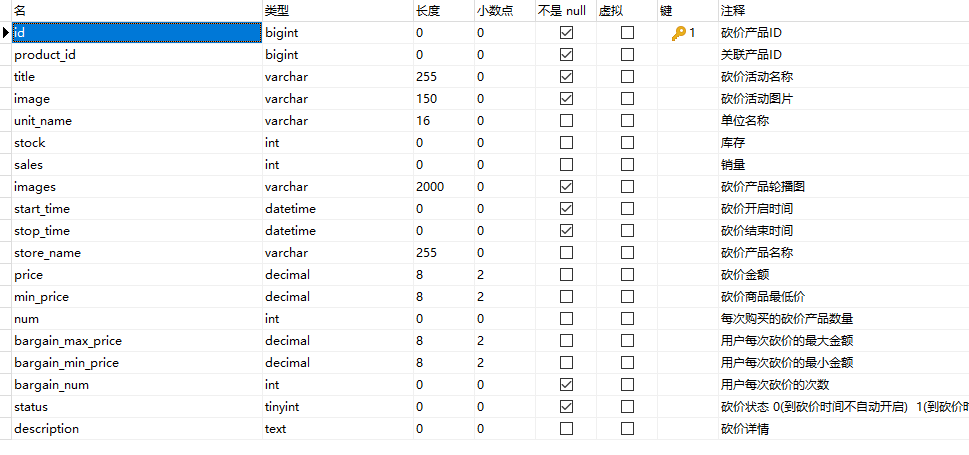 名 类型 长度 小数点 不是 null 虚拟 键 注释
id bigint 0 0 1 砍价产品ID
product_id bigint 0 0 关联产品ID
title varchar 255 0 砍价活动名称
image varchar 150 0 砍价活动图片
unit_name varchar 16 0 单位名称
stock int 0 0 库存
sales int 0 0 销量
images varchar 2000 0 砍价产品轮播图
start_time datetime 0 0 砍价开启时间
stop_time datetime 0 0 砍价结束时间
store_name varchar 255 0 砍价产品名称
price decimal 8 2 砍价金额
min_price decimal 8 2 砍价商品最低价
num int 0 0 每次购买的砍价产品数量
bargain_max_price decimal 8 2 用户每次砍价的最大金额
bargain_min_price decimal 8 2 用户每次砍价的最小金额
bargain_num int 0 0 用户每次砍价的次数
status tinyint 0 0 砍价状态 0(到砍价时间不自动开启) 1(到砍价时
description text 0 0 砍价详情